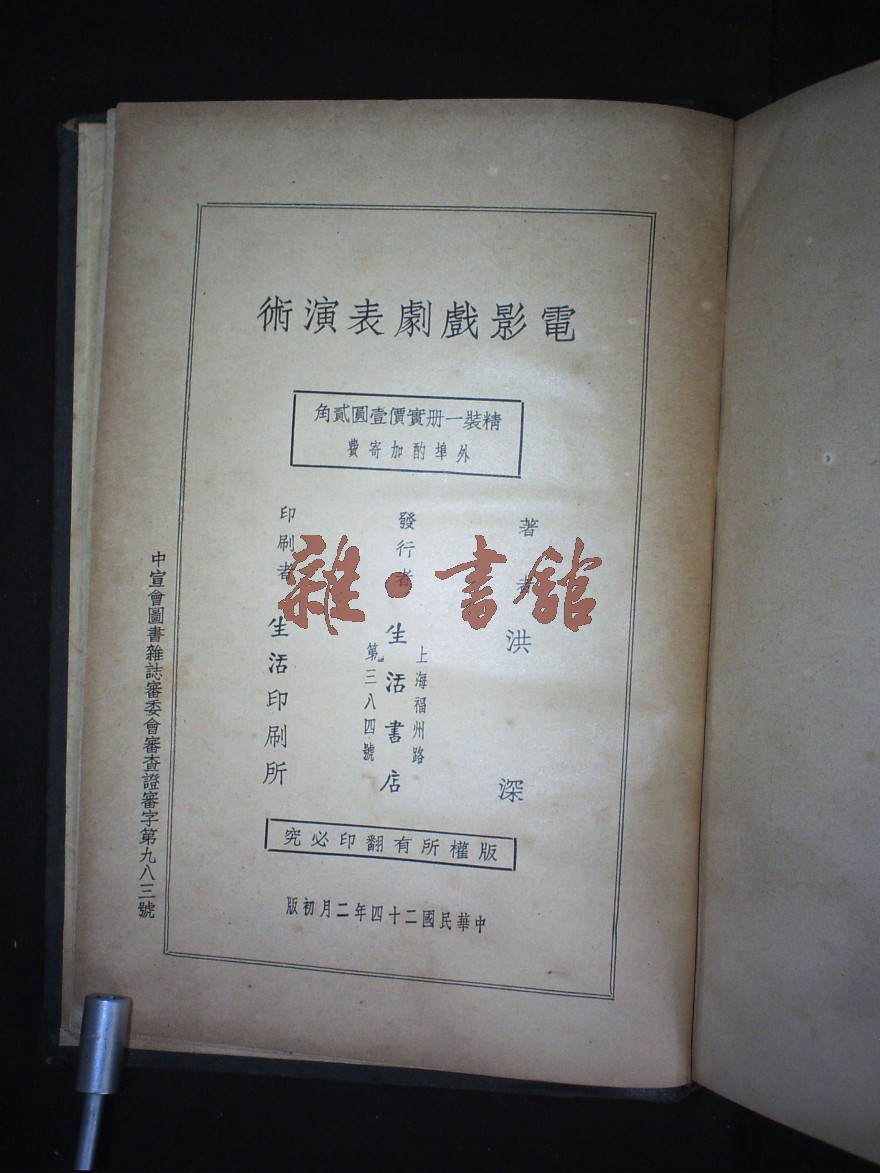 電影戲劇表演術
精裝一册實價壹圓貳角
外埠酌加寄費
著者 洪深
發行者 生活書店
上海福州路
第三八四號
印刷者 生活印刷所
版權所有翻印必究
中華民國二十四年二月初版
中宣會圖書雜誌審委會審查證審字第九八三號
雜·書館